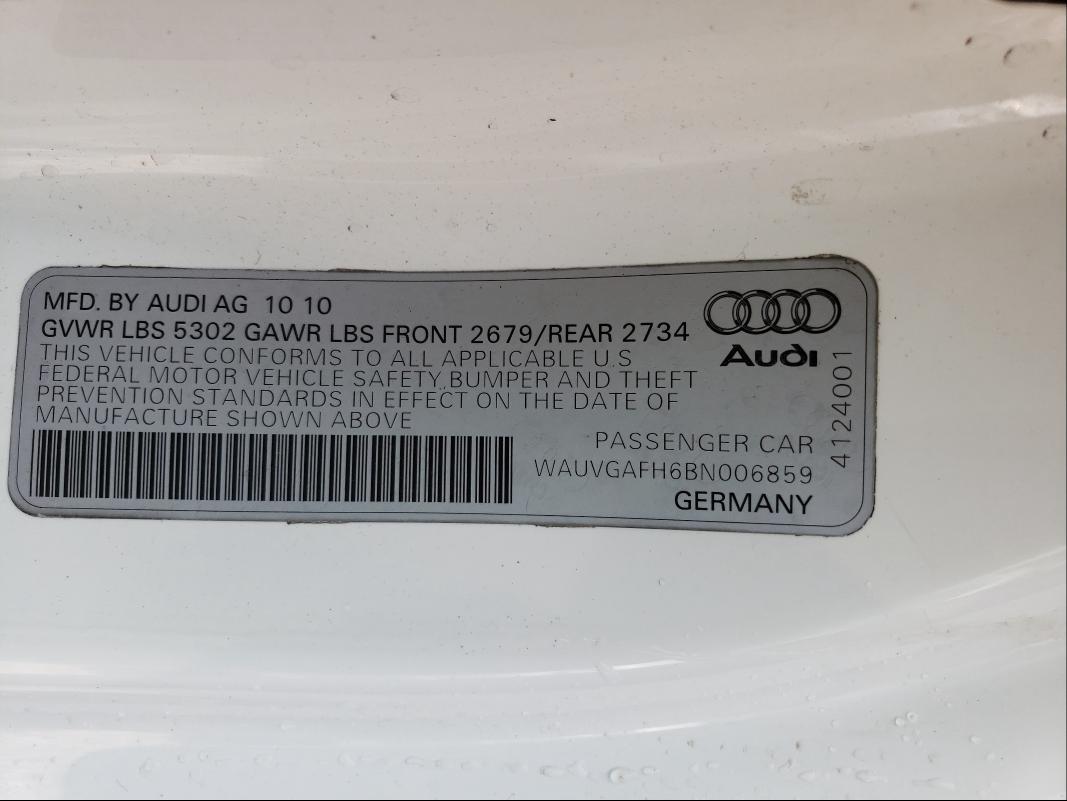 MFD. BY AUDI AG 10 10
GVWR LBS 5302 GAWR LBS FRONT 2679/REAR 2734
THIS VEHICLE CONFORMS TO ALL APPLICABLE U.S
FEDERAL MOTOR VEHICLE SAFETY,BUMPER AND THEFT
PREVENTION STANDARDS IN EFFECT ON THE DATE OF
MANUFACTURE SHOWN ABOVE
PASSENGER CAR
WAUVGAFH6BN006859
GERMANY
Audi
4124001